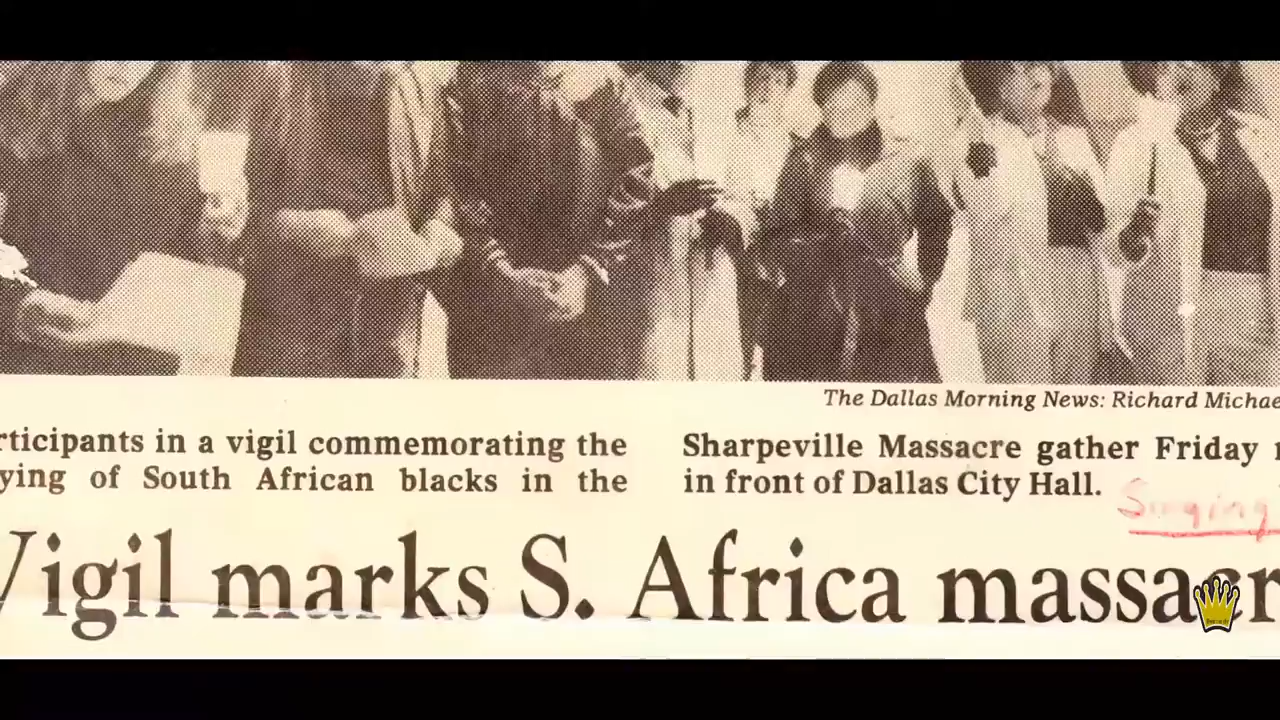 The Dallas Morning News: Richard Michae
rticipants in a vigil commemorating the
ying of South African blacks in the
Sharpeville Massacre gather Friday
in front of Dallas City Hall.
Singing
Vigil marks S. Africa massacr